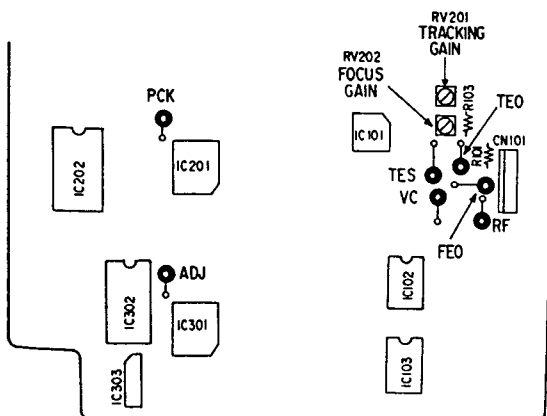 RV201
TRACKING
GAIN
RV202
FOCUS
GAIN
R103
TEO
PCK
IC101
CN101
R101
IC202
IC201
TES
VC
RF
FEO
ADJ
IC302
IC301
IC102
IC303
IC103